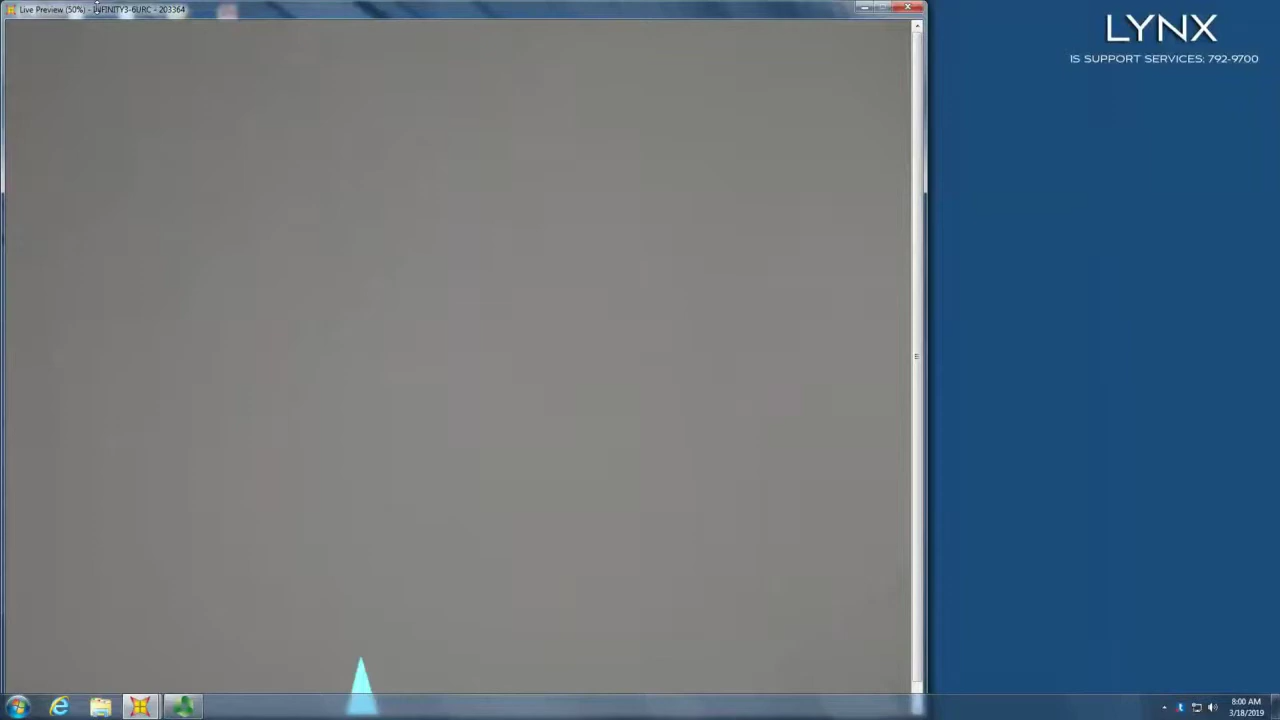 Live Preview (50%) - INFINITY3-6URC - 203364
LYNX
IS SUPPORT SERVICES: 792-9700
8:00 AM
3/18/2019